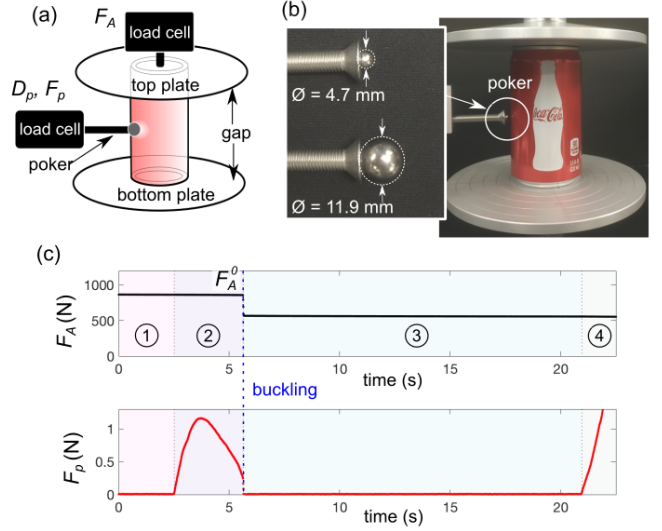 (a)
F_A
load cell
D_p, F_p
load cell
top plate
gap
poker
bottom plate
(b)
Ø = 4.7 mm
Ø = 11.9 mm
poker
Coca-Cola
(c)
F_A^0
F_A (N)
1000
500
0
1
2
3
4
0
5
10
15
20
time (s)
buckling
F_p (N)
1
0.5
0
0
5
10
15
20
time (s)